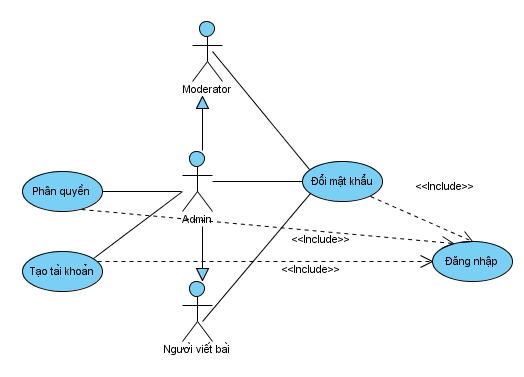 Moderator
Phân quyền
Đổi mật khẩu
<<Include>>
Admin
<<Include>>
Tạo tài khoản
<<Include>>
Đăng nhập
Người viết bài